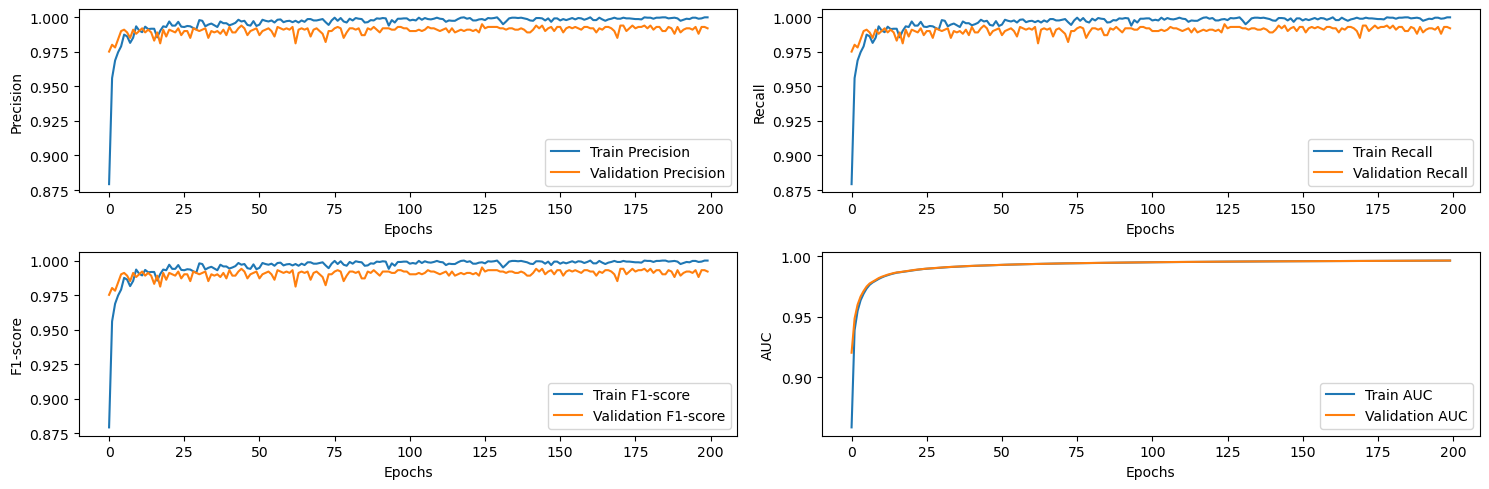 1.000
0.975
0.950
0.925
0.900
0.875
Precision
0 25 50 75 100 125 150 175 200
Epochs
Train Precision
Validation Precision
1.000
0.975
0.950
0.925
0.900
0.875
Recall
0 25 50 75 100 125 150 175 200
Epochs
Train Recall
Validation Recall
1.000
0.975
0.950
0.925
0.900
0.875
F1-score
0 25 50 75 100 125 150 175 200
Epochs
Train F1-score
Validation F1-score
1.00
0.95
0.90
AUC
0 25 50 75 100 125 150 175 200
Epochs
Train AUC
Validation AUC